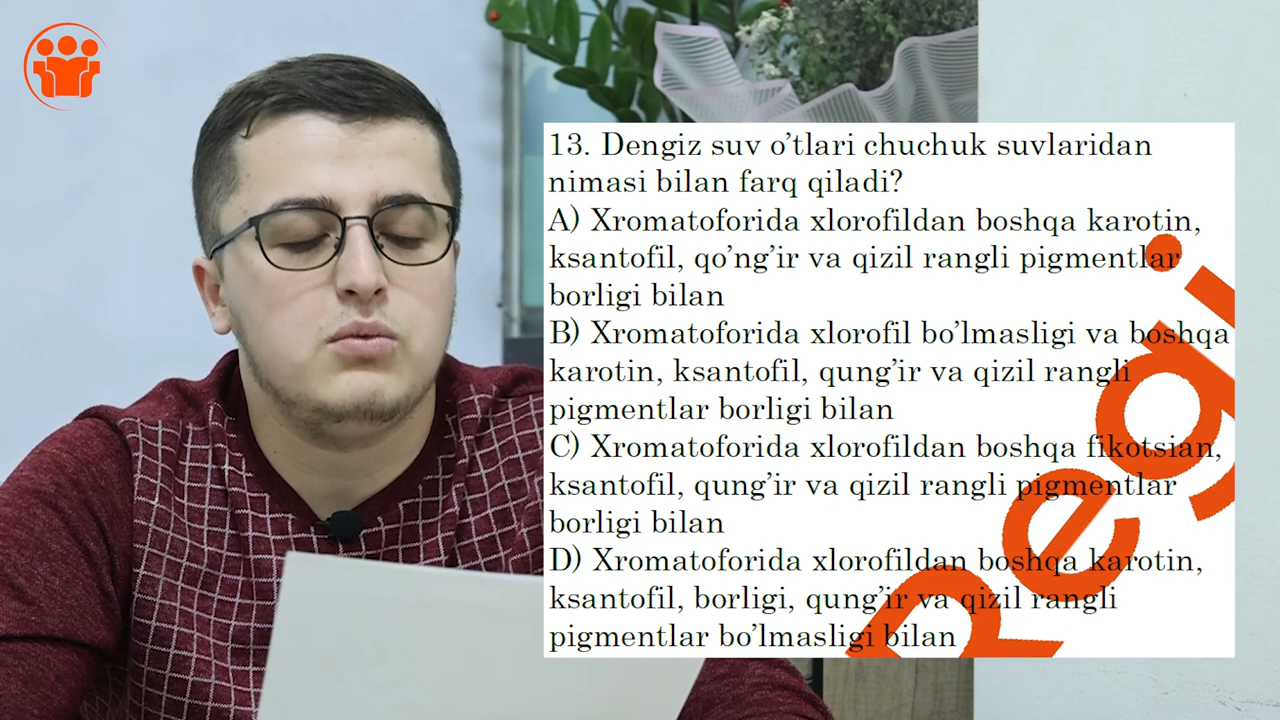 13. Dengiz suv o’tlari chuchuk suvlaridan
nimasi bilan farq qiladi?
A) Xromatoforida xlorofildan boshqa karotin,
ksantofil, qo’ng’ir va qizil rangli pigmentlar
borligi bilan
B) Xromatoforida xlorofil bo’lmasligi va boshqa
karotin, ksantofil, qung’ir va qizil rangli
pigmentlar borligi bilan
C) Xromatoforida xlorofildan boshqa fikotsian,
ksantofil, qung’ir va qizil rangli pigmentlar
borligi bilan
D) Xromatoforida xlorofildan boshqa karotin,
ksantofil, borligi, qung’ir va qizil rangli
pigmentlar bo’lmasligi bilan
Regi